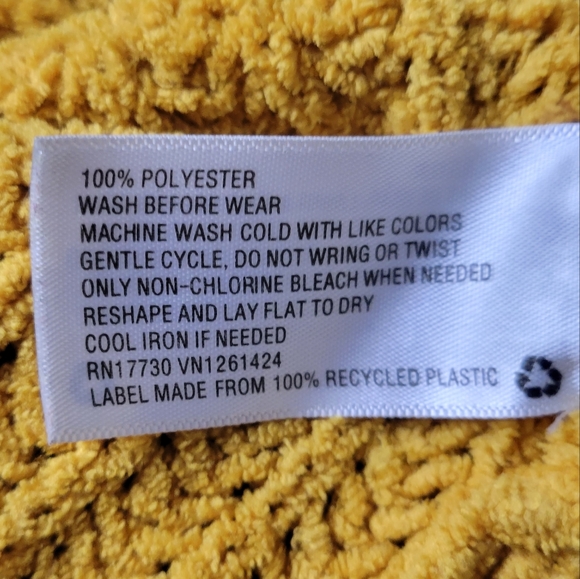 100% POLYESTER
WASH BEFORE WEAR
MACHINE WASH COLD WITH LIKE COLORS
GENTLE CYCLE, DO NOT WRING OR TWIST
ONLY NON-CHLORINE BLEACH WHEN NEEDED
RESHAPE AND LAY FLAT TO DRY
COOL IRON IF NEEDED
RN17730 VN1261424
LABEL MADE FROM 100% RECYCLED PLASTIC